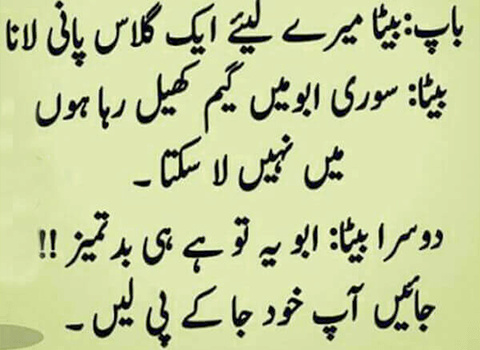 باپ: بیٹا میرے لیئے ایک گلاس پانی لانا
بیٹا: سوری ابو میں گیم کھیل رہا ہوں
میں نہیں لا سکتا۔
دوسرا بیٹا: ابو یہ تو ہے ہی بدتمیز !!
جائیں آپ خود جا کے پی لیں۔